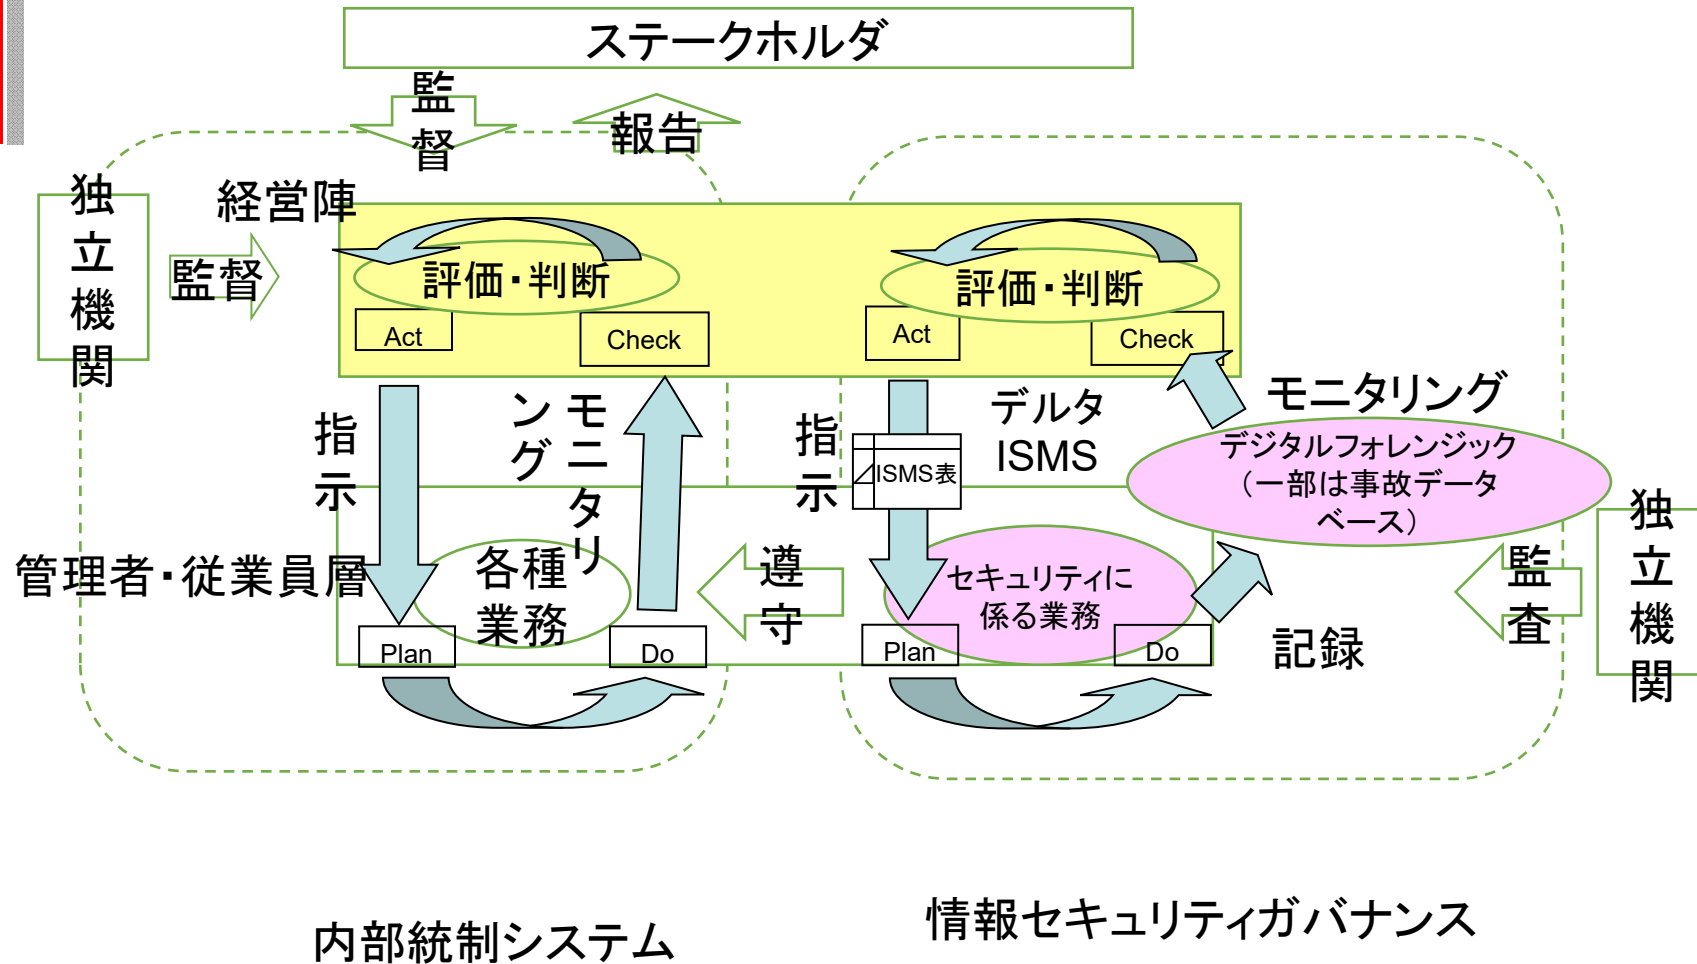 ステークホルダ
監
督
報告
独
立
機
関
経営陣
監督
評価・判断
評価・判断
Act
Check
Act
Check
指
示
モニタリ
ング
指
示
ISMS表
デルタ
ISMS
モニタリング
デジタルフォレンジック
（一部は事故データ
ベース）
独
立
機
関
管理者・従業員層
各種
業務
遵
守
セキュリティに
係る業務
監
査
Plan
Do
Plan
Do
記録
内部統制システム
情報セキュリティガバナンス